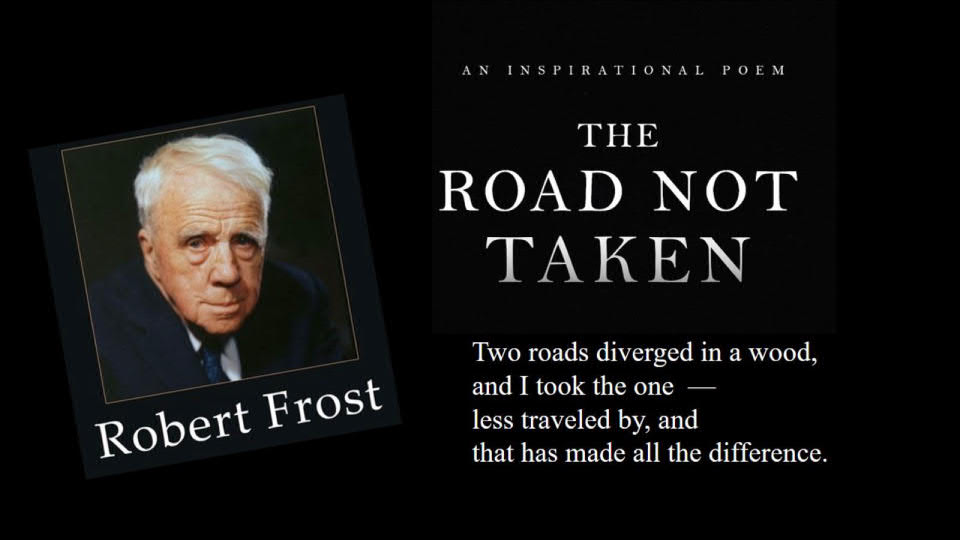 AN INSPIRATIONAL POEM
THE
ROAD NOT
TAKEN
Robert Frost
Two roads diverged in a wood,
and I took the one —
less traveled by, and
that has made all the difference.